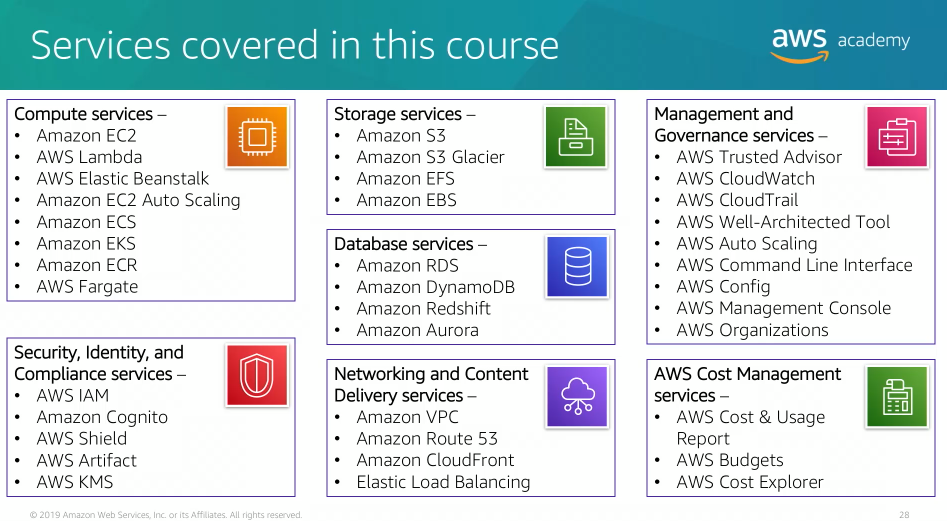 Services covered in this course
aws academy
Compute services –
• Amazon EC2
• AWS Lambda
• AWS Elastic Beanstalk
• Amazon EC2 Auto Scaling
• Amazon ECS
• Amazon EKS
• Amazon ECR
• AWS Fargate
Security, Identity, and
Compliance services –
• AWS IAM
• Amazon Cognito
• AWS Shield
• AWS Artifact
• AWS KMS
Storage services –
• Amazon S3
• Amazon S3 Glacier
• Amazon EFS
• Amazon EBS
Database services –
• Amazon RDS
• Amazon DynamoDB
• Amazon Redshift
• Amazon Aurora
Networking and Content
Delivery services –
• Amazon VPC
• Amazon Route 53
• Amazon CloudFront
• Elastic Load Balancing
Management and
Governance services –
• AWS Trusted Advisor
• AWS CloudWatch
• AWS CloudTrail
• AWS Well-Architected Tool
• AWS Auto Scaling
• AWS Command Line Interface
• AWS Config
• AWS Management Console
• AWS Organizations
AWS Cost Management
services –
• AWS Cost & Usage
Report
• AWS Budgets
• AWS Cost Explorer
© 2019 Amazon Web Services, Inc. or its Affiliates. All rights reserved.
28